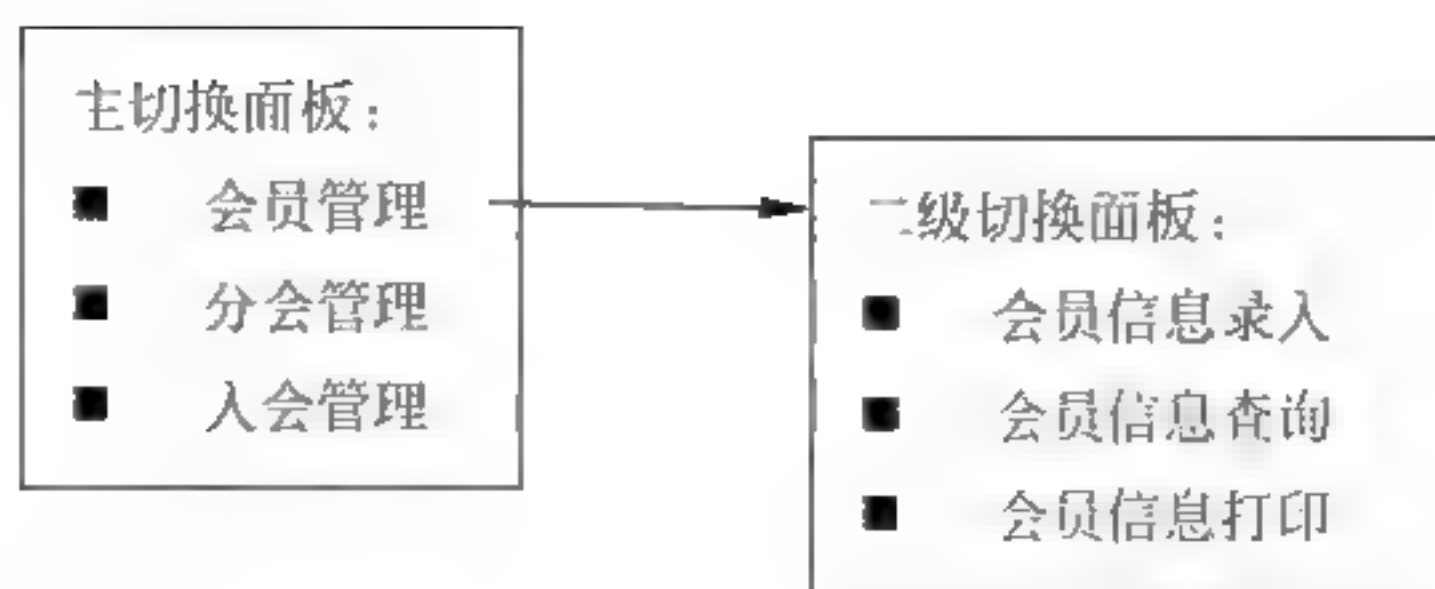 主切换面板：
■ 会员管理
■ 分会管理
■ 入会管理
二级切换面板：
■ 会员信息录入
■ 会员信息查询
■ 会员信息打印